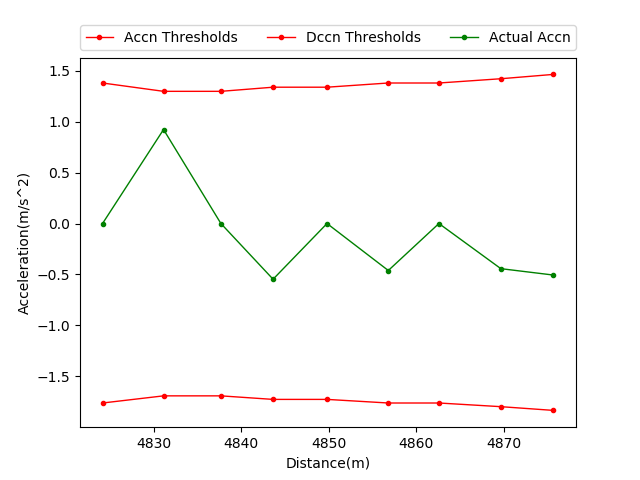 Accn Thresholds Dccn Thresholds Actual Accn
1.5
1.0
0.5
0.0
−0.5
−1.0
−1.5
Acceleration(m/s^2)
4830 4840 4850 4860 4870
Distance(m)